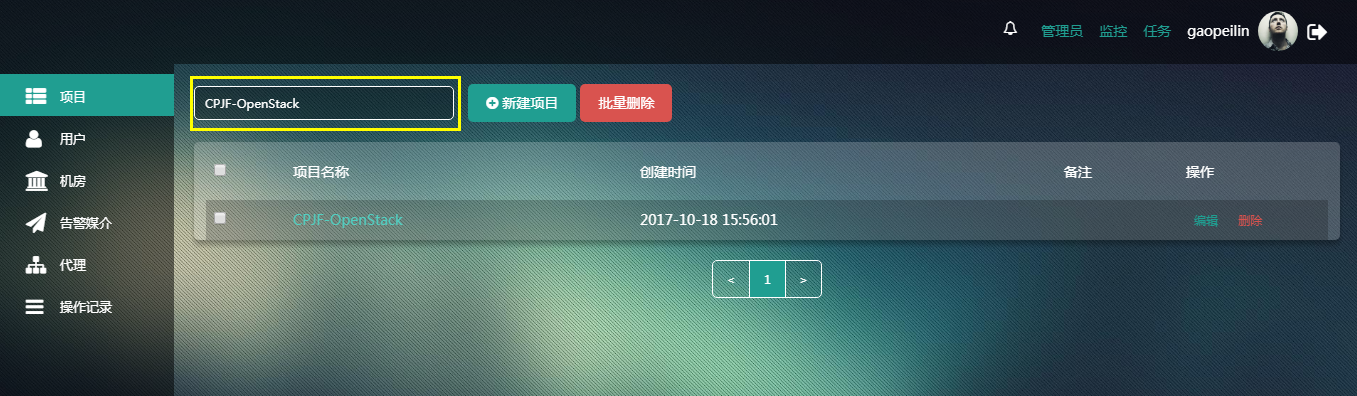 管理员 监控 任务 gaopeilin
项目
用户
机房
告警媒介
代理
操作记录
CPJF-OpenStack 新建项目 批量删除
项目名称 创建时间 备注 操作
CPJF-OpenStack 2017-10-18 15:56:01 编辑 删除
< 1 >